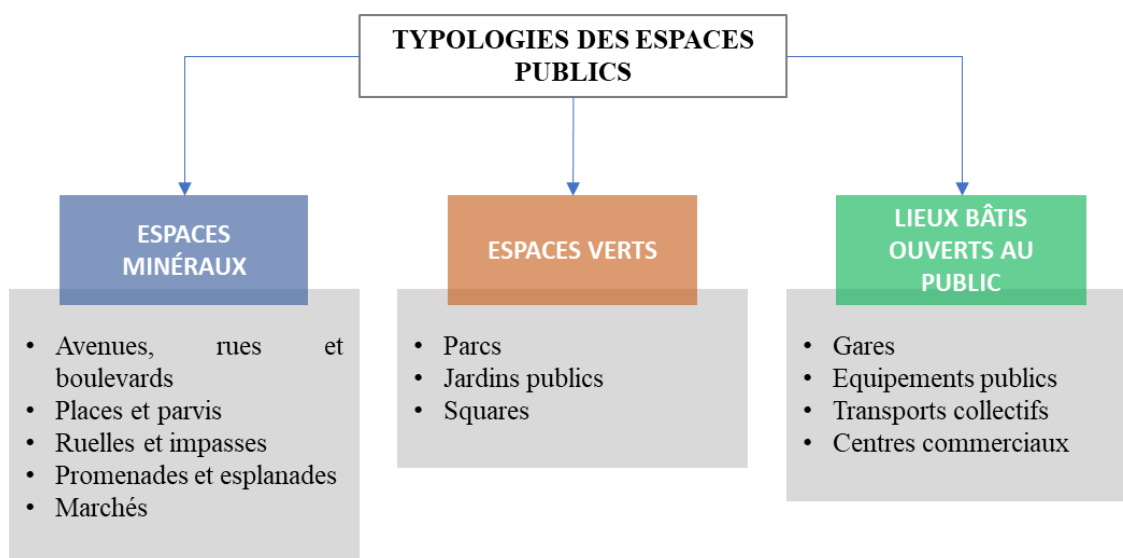 TYPOLOGIES DES ESPACES
PUBLICS
ESPACES
MINÉRAUX
• Avenues, rues et
boulevards
• Places et parvis
• Ruelles et impasses
• Promenades et esplanades
• Marchés
ESPACES VERTS
• Parcs
• Jardins publics
• Squares
LIEUX BÂTIS
OUVERTS AU
PUBLIC
• Gares
• Equipements publics
• Transports collectifs
• Centres commerciaux